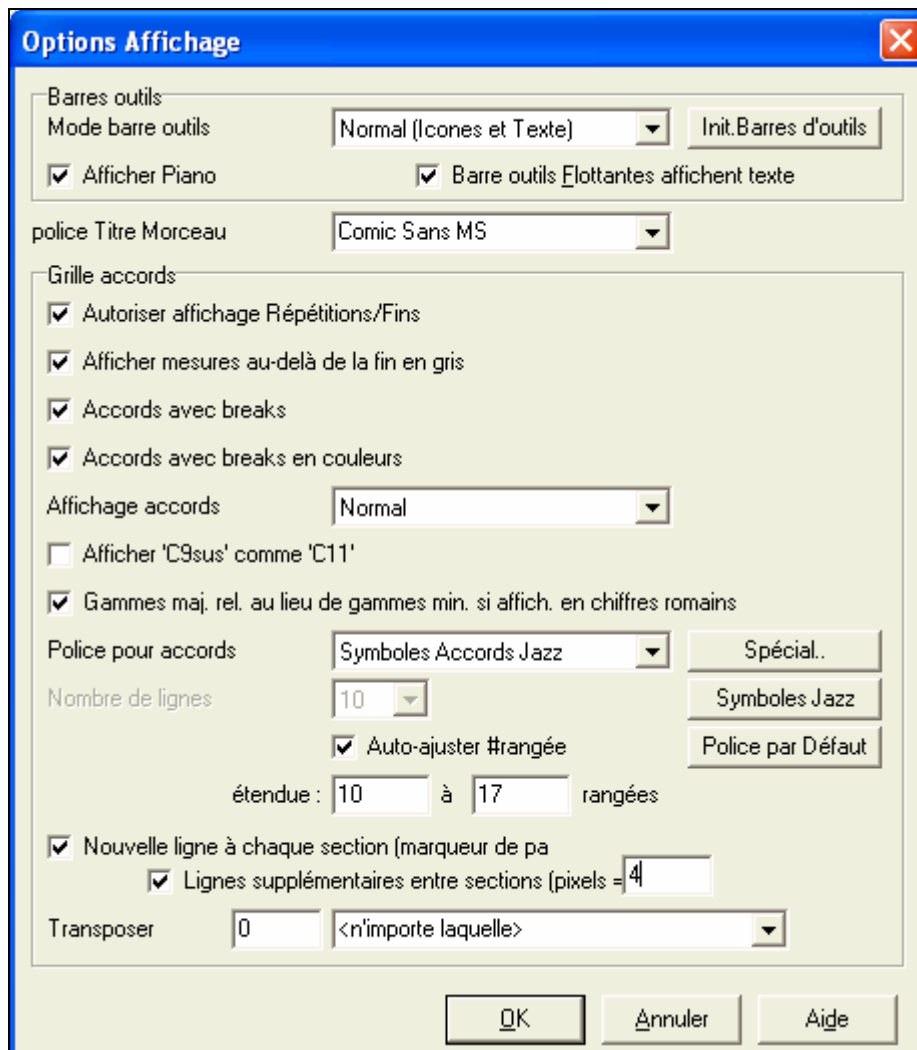 Options Affichage
Barres outils
Mode barre outils Normal (Icones et Texte) Init.Barres d'outils
Afficher Piano Barre outils Flottantes affichent texte
police Titre Morceau Comic Sans MS
Grille accords
Autoriser affichage Répétitions/Fins
Afficher mesures au-delà de la fin en gris
Accords avec breaks
Accords avec breaks en couleurs
Affichage accords Normal
Afficher 'C9sus' comme 'C11'
Gammes maj. rel. au lieu de gammes min. si affich. en chiffres romains
Police pour accords Symboles Accords Jazz Spécial..
Nombre de lignes 10 Symboles Jazz
Auto-ajuster #rangée Police par Défaut
étendue : 10 à 17 rangées
Nouvelle ligne à chaque section (marqueur de pa
Lignes supplémentaires entre sections (pixels = 4
Transposer 0 <n'importe laquelle>
OK Annuler Aide